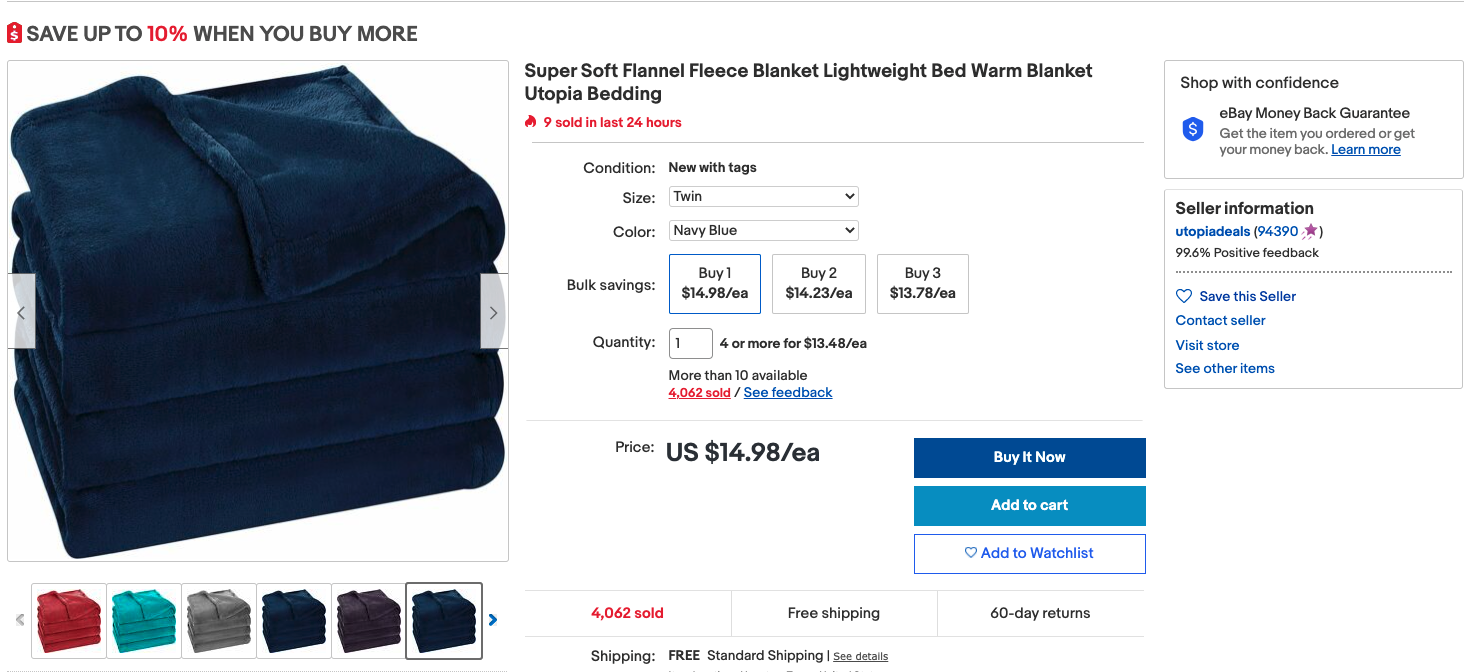 SAVE UP TO 10% WHEN YOU BUY MORE
Super Soft Flannel Fleece Blanket Lightweight Bed Warm Blanket
Utopia Bedding
9 sold in last 24 hours
Condition: New with tags
Size: Twin
Color: Navy Blue
Bulk savings:
Buy 1
$14.98/ea
Buy 2
$14.23/ea
Buy 3
$13.78/ea
Quantity: 1 4 or more for $13.48/ea
More than 10 available
4,062 sold / See feedback
Price: US $14.98/ea
Buy It Now
Add to cart
Add to Watchlist
4,062 sold
Free shipping
60-day returns
Shipping: FREE Standard Shipping | See details
Shop with confidence
eBay Money Back Guarantee
Get the item you ordered or get
your money back. Learn more
Seller information
utopiadeals (94390)
99.6% Positive feedback
Save this Seller
Contact seller
Visit store
See other items